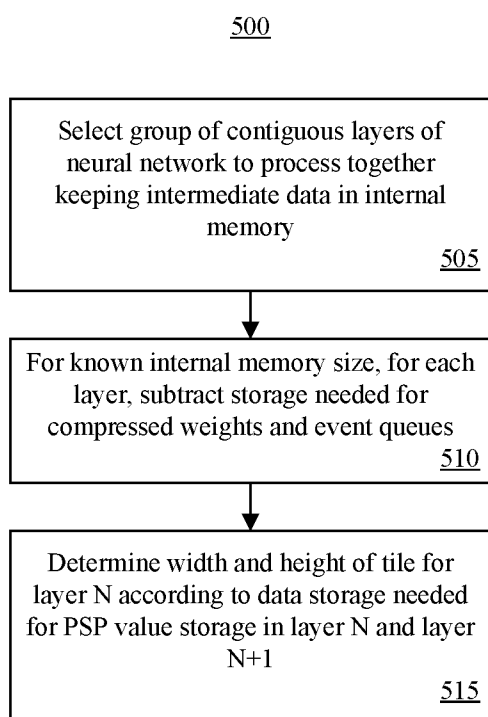 500
Select group of contiguous layers of
neural network to process together
keeping intermediate data in internal
memory
505
For known internal memory size, for each
layer, subtract storage needed for
compressed weights and event queues
510
Determine width and height of tile for
layer N according to data storage needed
for PSP value storage in layer N and layer
N+1
515